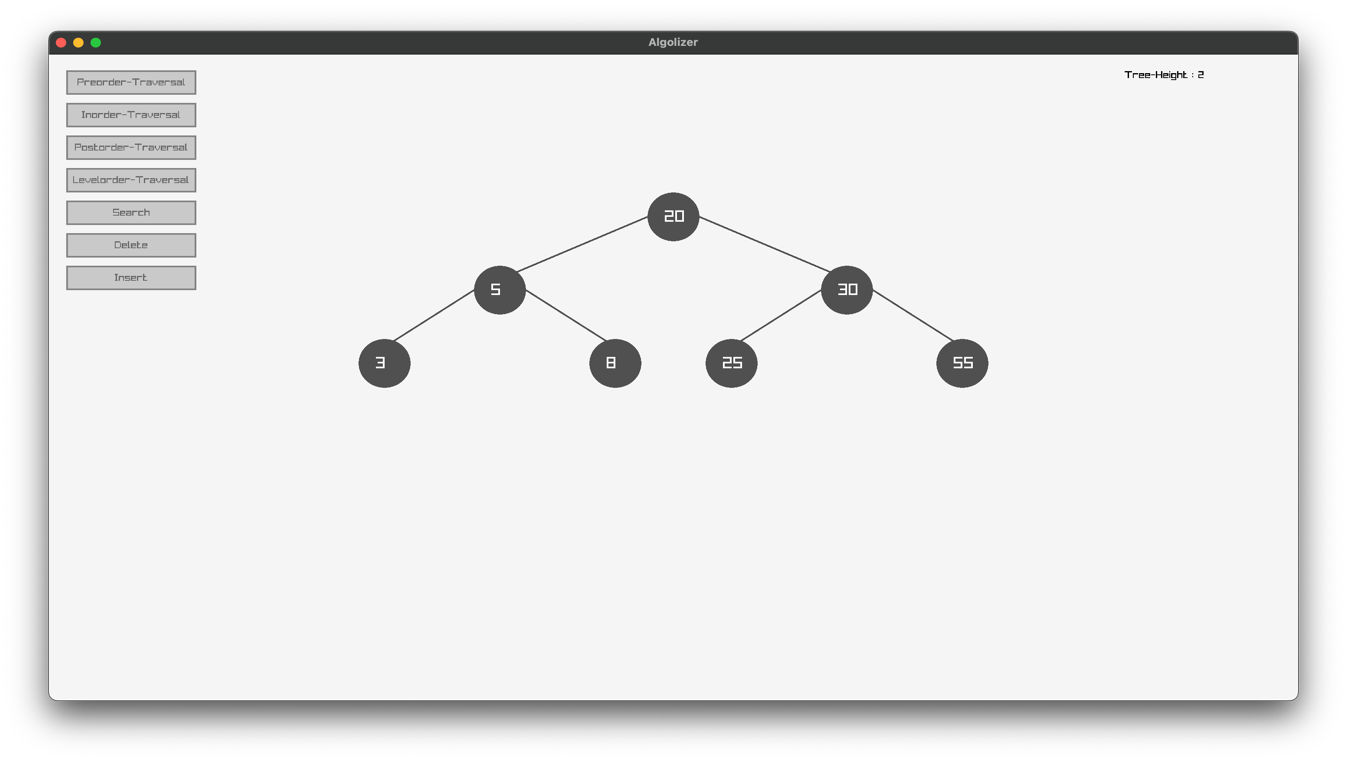 Algolizer
Preorder-Traversal
Inorder-Traversal
Postorder-Traversal
Levelorder-Traversal
Search
Delete
Insert
Tree-Height : 2
20
5 30
3 8 25 55